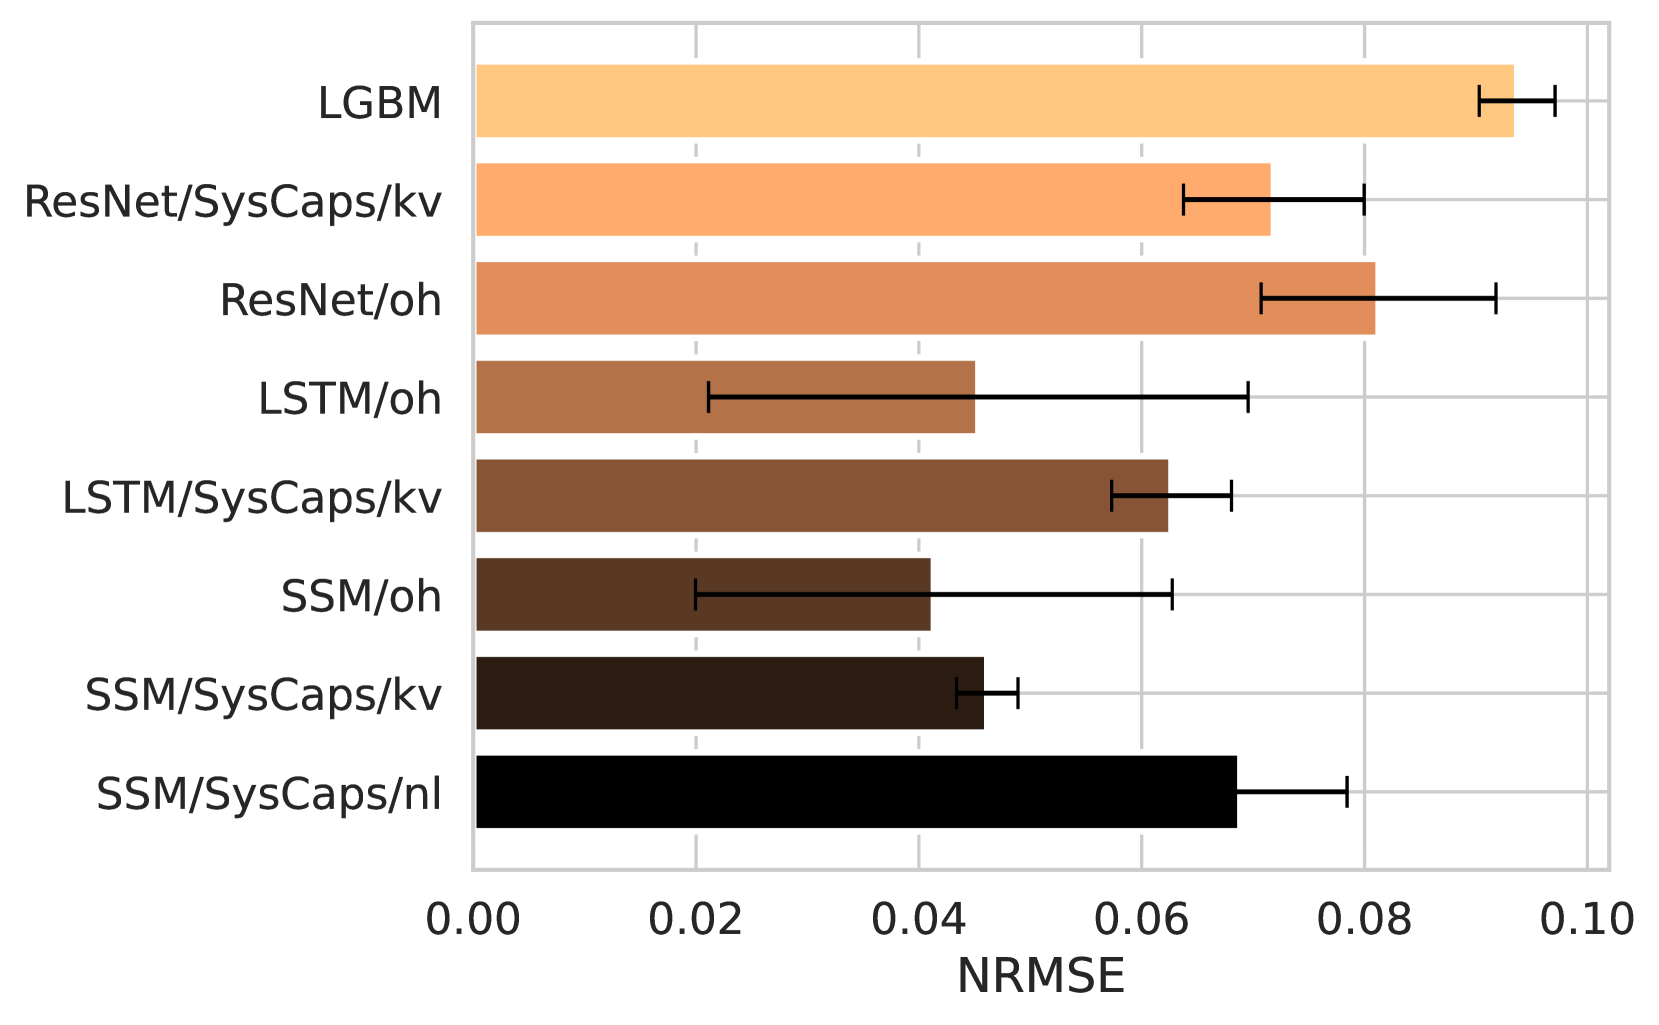 LGBM
ResNet/SysCaps/kv
ResNet/oh
LSTM/oh
LSTM/SysCaps/kv
SSM/oh
SSM/SysCaps/kv
SSM/SysCaps/nl
0.00 0.02 0.04 0.06 0.08 0.10
NRMSE